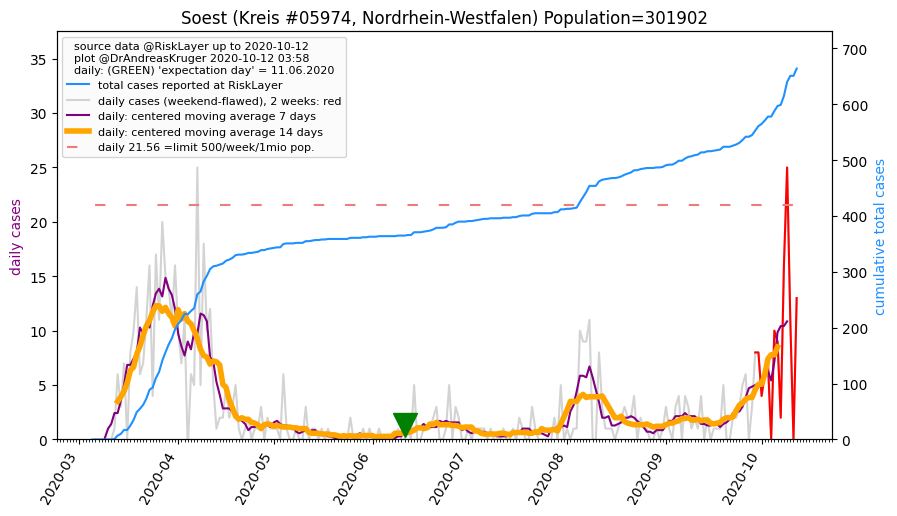 Soest (Kreis #05974, Nordrhein-Westfalen) Population=301902
source data @RiskLayer up to 2020-10-12
plot @DrAndreasKruger 2020-10-12 03:58
daily: (GREEN) 'expectation day' = 11.06.2020
total cases reported at RiskLayer
daily cases (weekend-flawed), 2 weeks: red
daily: centered moving average 7 days
daily: centered moving average 14 days
daily 21.56 =limit 500/week/1mio pop.
daily cases
35
30
25
20
15
10
5
0
700
600
500
400
300
200
100
0
cumulative total cases
2020-03
2020-04
2020-05
2020-06
2020-07
2020-08
2020-09
2020-10